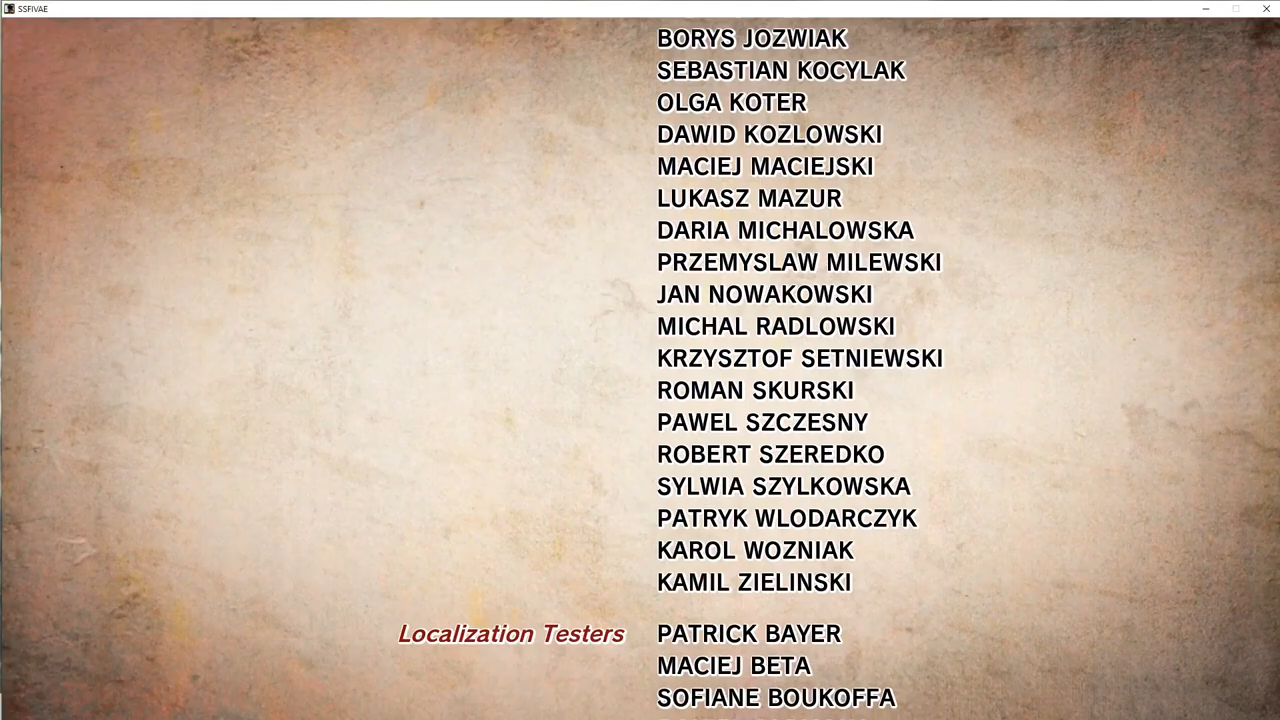 SSFIVAE
BORYS JOZWIAK
SEBASTIAN KOCYLAK
OLGA KOTER
DAWID KOZLOWSKI
MACIEJ MACIEJSKI
LUKASZ MAZUR
DARIA MICHALOWSKA
PRZEMYSLAW MILEWSKI
JAN NOWAKOWSKI
MICHAL RADLOWSKI
KRZYSZTOF SETNIEWSKI
ROMAN SKURSKI
PAWEL SZCZESNY
ROBERT SZEREDKO
SYLWIA SZYLKOWSKA
PATRYK WLODARCZYK
KAROL WOZNIAK
KAMIL ZIELINSKI
Localization Testers PATRICK BAYER
MACIEJ BETA
SOFIANE BOUKOFFA